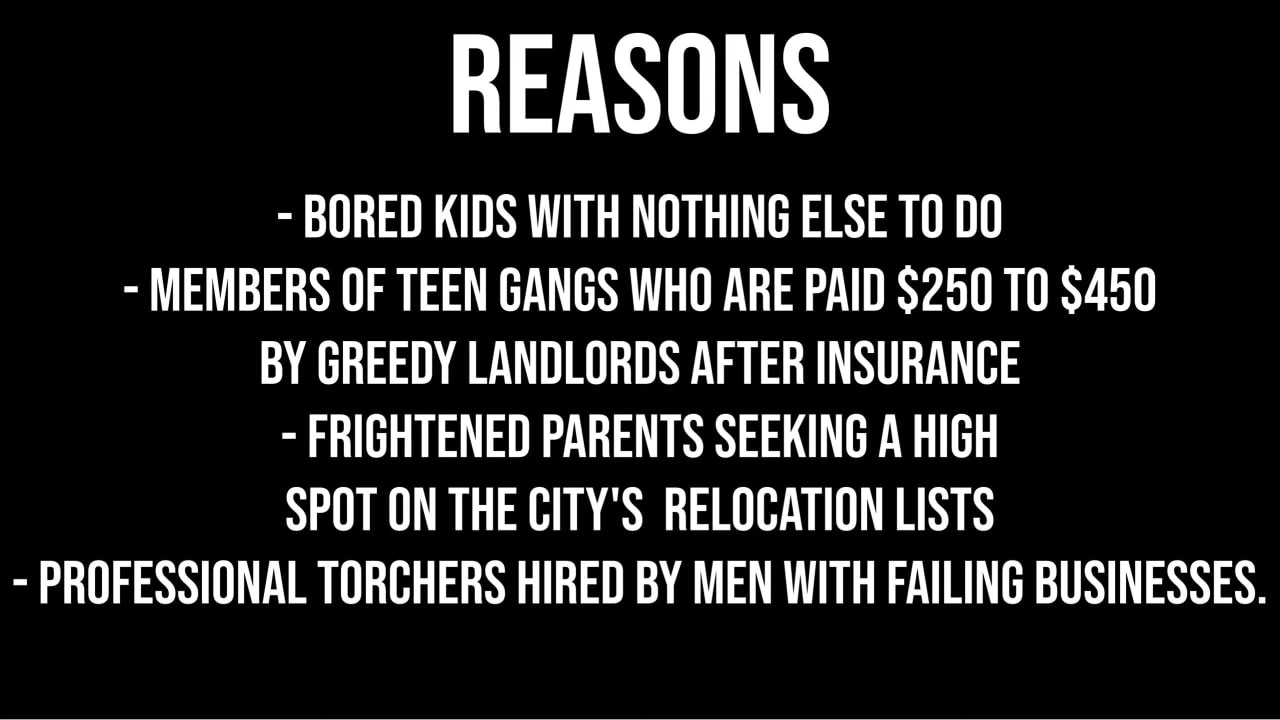 REASONS
- BORED KIDS WITH NOTHING ELSE TO DO
- MEMBERS OF TEEN GANGS WHO ARE PAID $250 TO $450
BY GREEDY LANDLORDS AFTER INSURANCE
- FRIGHTENED PARENTS SEEKING A HIGH
SPOT ON THE CITY'S  RELOCATION LISTS
- PROFESSIONAL TORCHERS HIRED BY MEN WITH FAILING BUSINESSES.